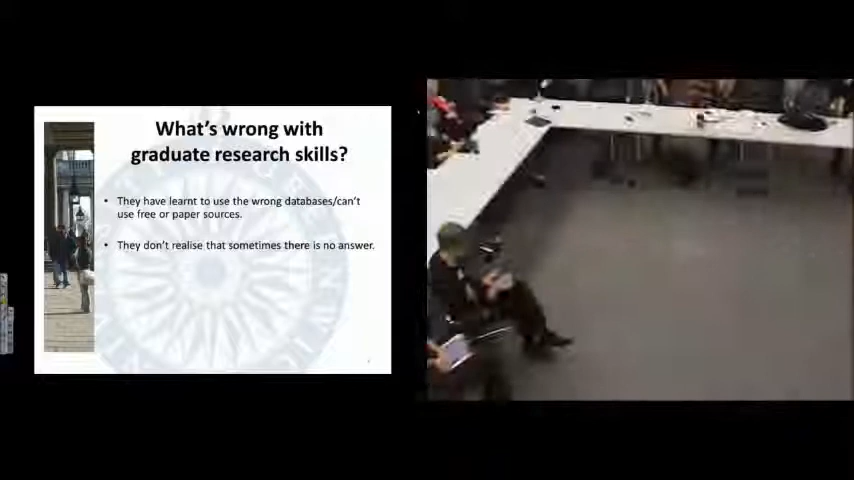 What's wrong with
graduate research skills?
• They have learnt to use the wrong databases/can't
use free or paper sources.
• They don't realise that sometimes there is no answer.